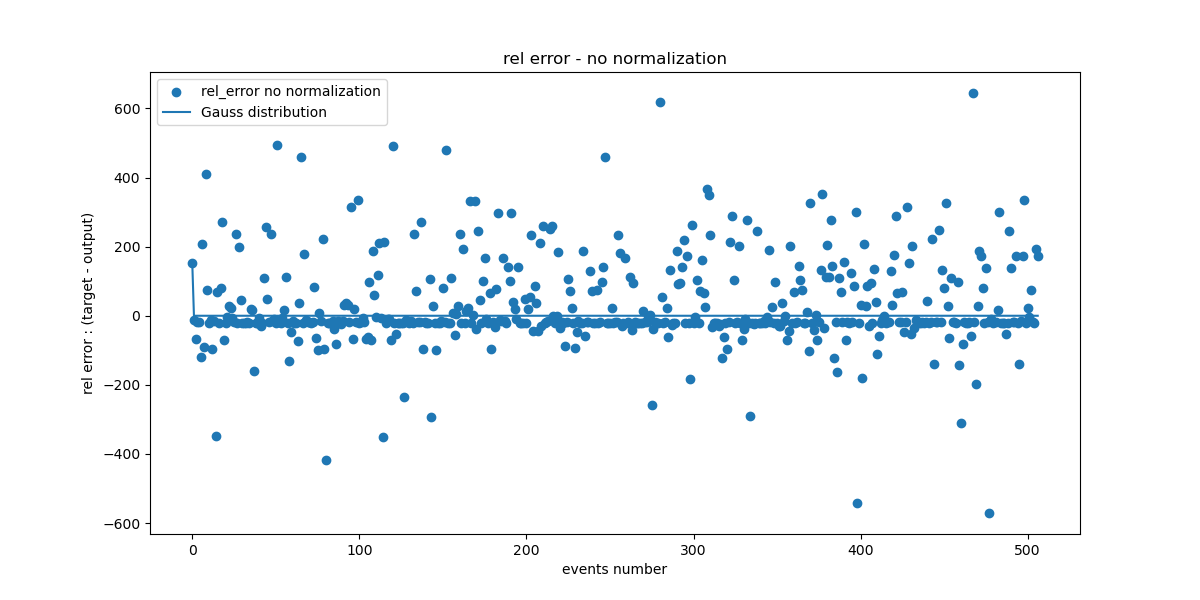 rel error - no normalization
rel_error no normalization
Gauss distribution
rel error : (target - output)
600
400
200
0
−200
−400
−600
0 100 200 300 400 500
events number